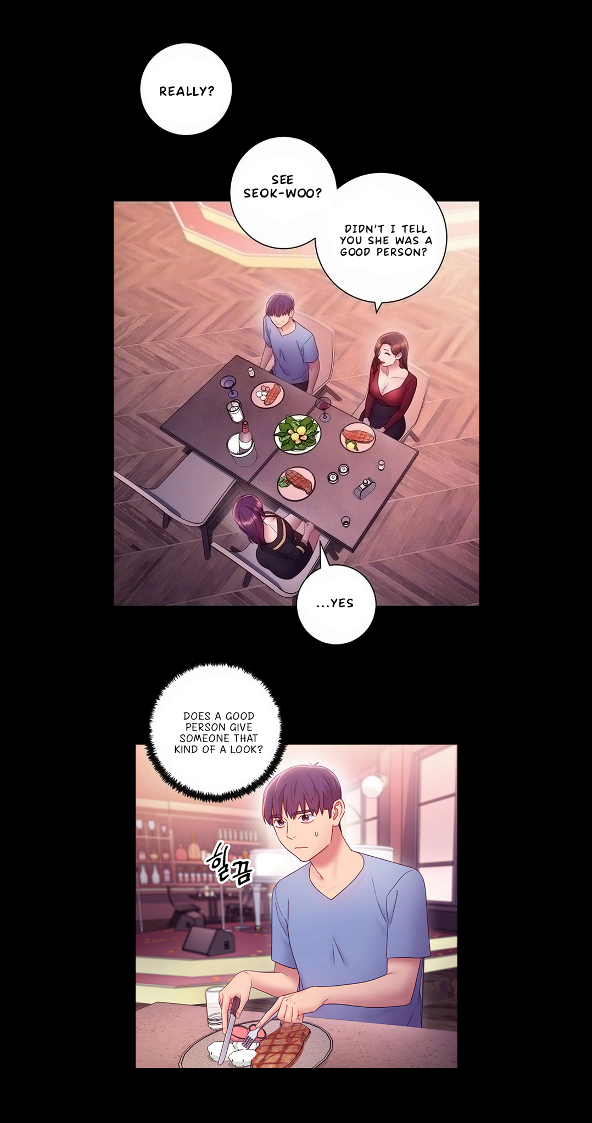 REALLY?
SEE
SEOK-WOO?
DIDN'T I TELL
YOU SHE WAS A
GOOD PERSON?
...YES
DOES A GOOD
PERSON GIVE
SOMEONE THAT
KIND OF A LOOK?
힐끔